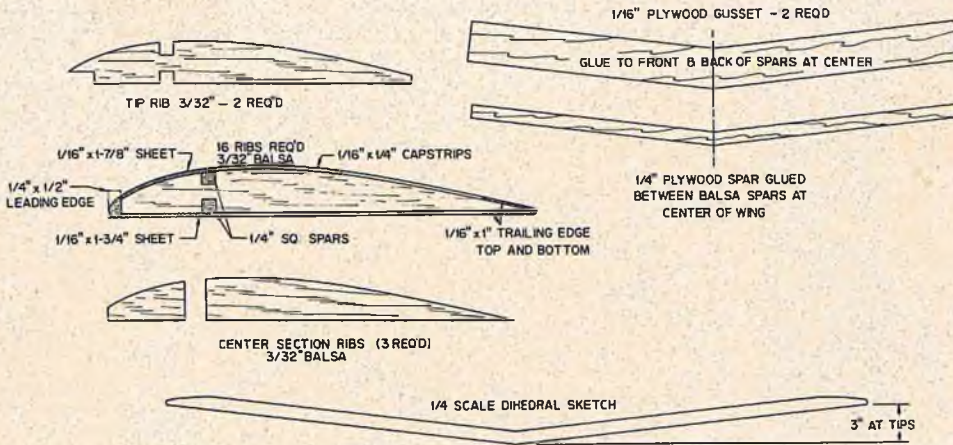 1/16" PLYWOOD GUSSET - 2 REQ'D
GLUE TO FRONT & BACK OF SPARS AT CENTER
TIP RIB 3/32" - 2 REQ'D
1/4" PLYWOOD SPAR GLUED
BETWEEN BALSA SPARS AT
CENTER OF WING
1/16" x 1-7/8" SHEET
16 RIBS REQ'D
3/32" BALSA
1/16" x 1/4" CAPSTRIPS
1/4" x 1/2"
LEADING EDGE
1/16" x 1-3/4" SHEET
1/4" SQ. SPARS
1/16" x 1" TRAILING EDGE
TOP AND BOTTOM
CENTER SECTION RIBS (3 REQ'D)
3/32" BALSA
1/4 SCALE DIHEDRAL SKETCH
3" AT TIPS